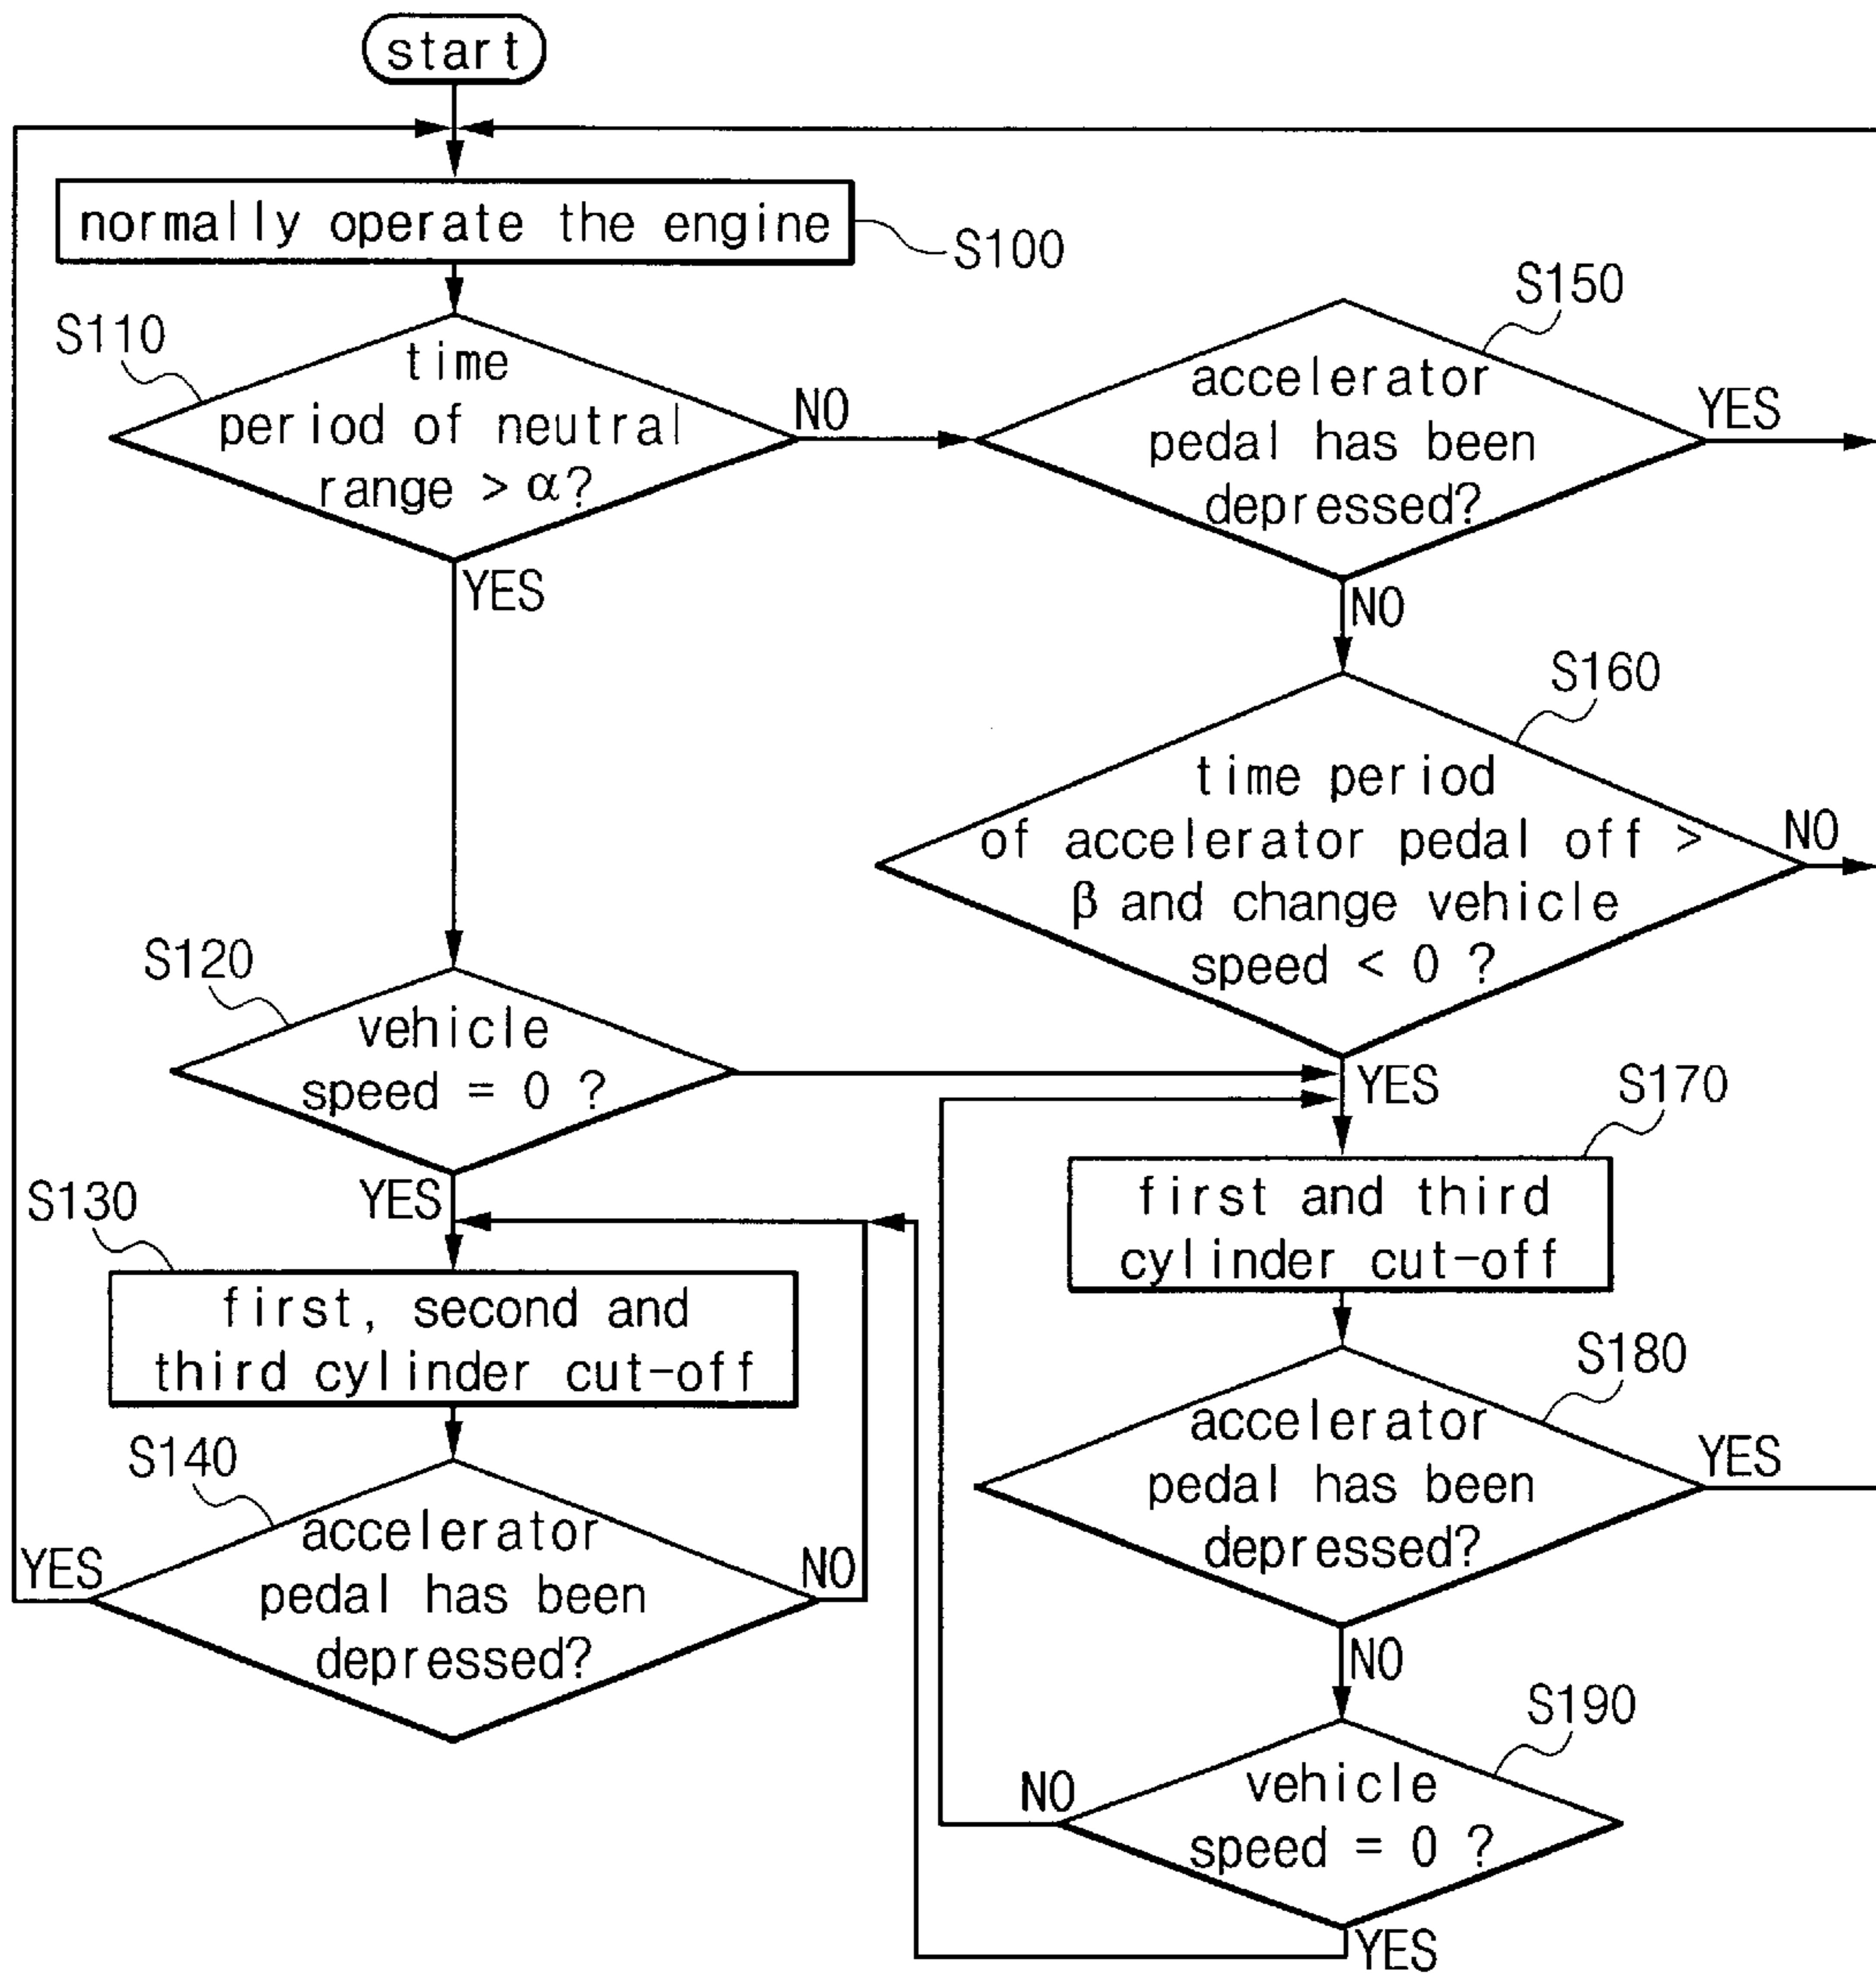 start
normally operate the engine
S100
S110
time
period of neutral
range > α?
NO
YES
S150
accelerator
pedal has been
depressed?
YES
NO
S160
time period
of accelerator pedal off >
β and change vehicle
speed < 0 ?
NO
YES
S120
vehicle
speed = 0 ?
YES
S130
first, second and
third cylinder cut-off
S140
accelerator
pedal has been
depressed?
YES
NO
S170
first and third
cylinder cut-off
S180
accelerator
pedal has been
depressed?
YES
NO
S190
vehicle
speed = 0 ?
NO
YES